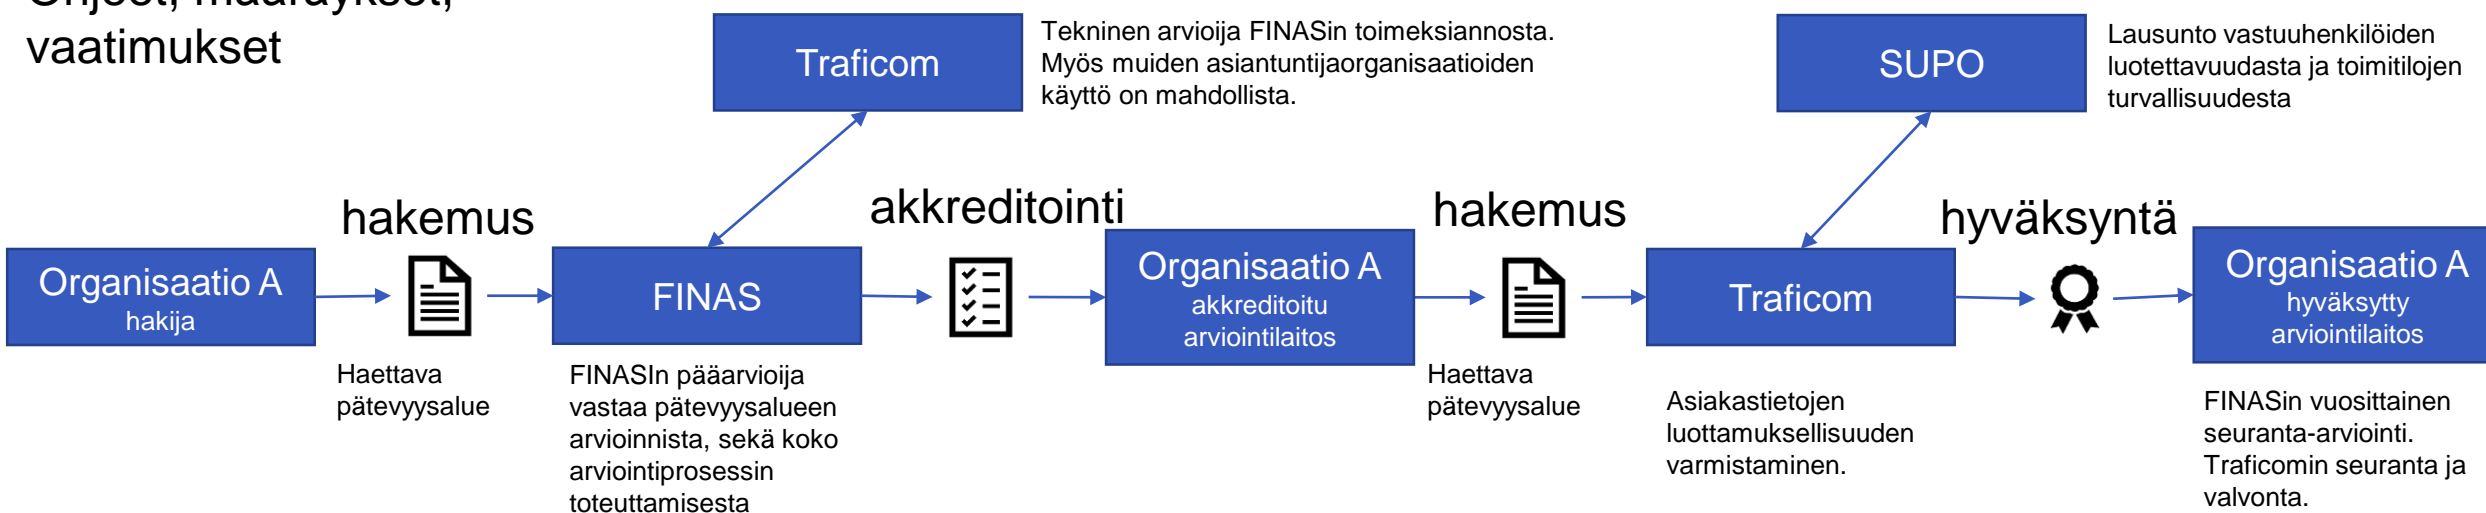 vaatimukset
Traficom
Tekninen arvioija FINASin toimeksiannosta.
Myös muiden asiantuntijaorganisaatioiden
käyttö on mahdollista.
SUPO
Lausunto vastuuhenkilöiden
luotettavuudasta ja toimitilojen
turvallisuudesta
hakemus
akkreditointi
hakemus
hyväksyntä
Organisaatio A
hakija
FINAS
Organisaatio A
akkreditoitu
arviointilaitos
Traficom
Organisaatio A
hyväksytty
arviointilaitos
Haettava
pätevyysalue
FINASIn pääarvioija
vastaa pätevyysalueen
arvioinnista, sekä koko
arviointiprosessin
toteuttamisesta
Haettava
pätevyysalue
Asiakastietojen
luottamuksellisuuden
varmistaminen.
FINASin vuosittainen
seuranta-arviointi.
Traficomin seuranta ja
valvonta.